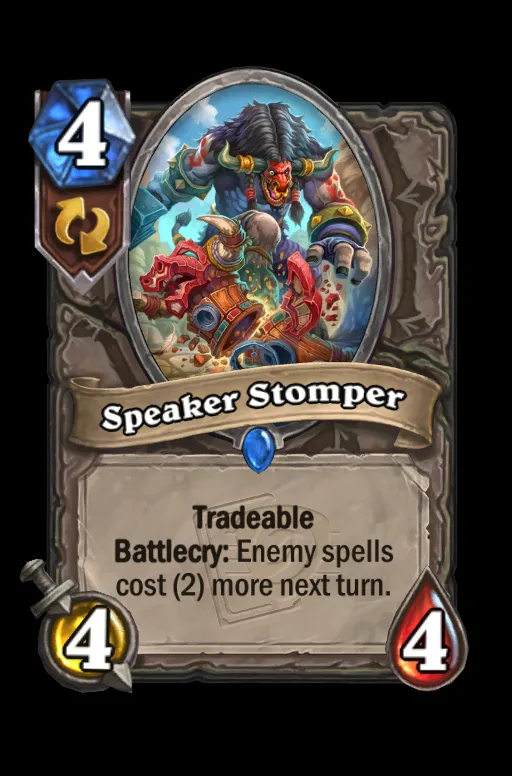 4
Speaker Stomper
Tradeable
Battlecry: Enemy spells
cost (2) more next turn.
4
4